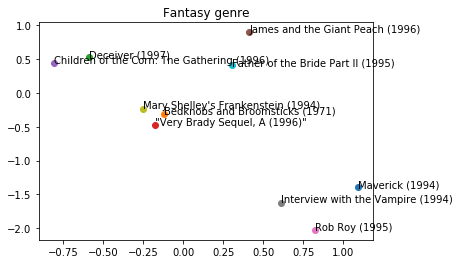 Fantasy genre
1.0
James and the Giant Peach (1996)
0.5
Deceiver (1997)
Children of the Corn: The Gathering (1996)
Father of the Bride Part II (1995)
0.0
Mary Shelley's Frankenstein (1994)
Bedknobs and Broomsticks (1971)
−0.5
"Very Brady Sequel, A (1996)"
−1.0
Maverick (1994)
−1.5
Interview with the Vampire (1994)
−2.0
Rob Roy (1995)
−0.75 −0.50 −0.25 0.00 0.25 0.50 0.75 1.00